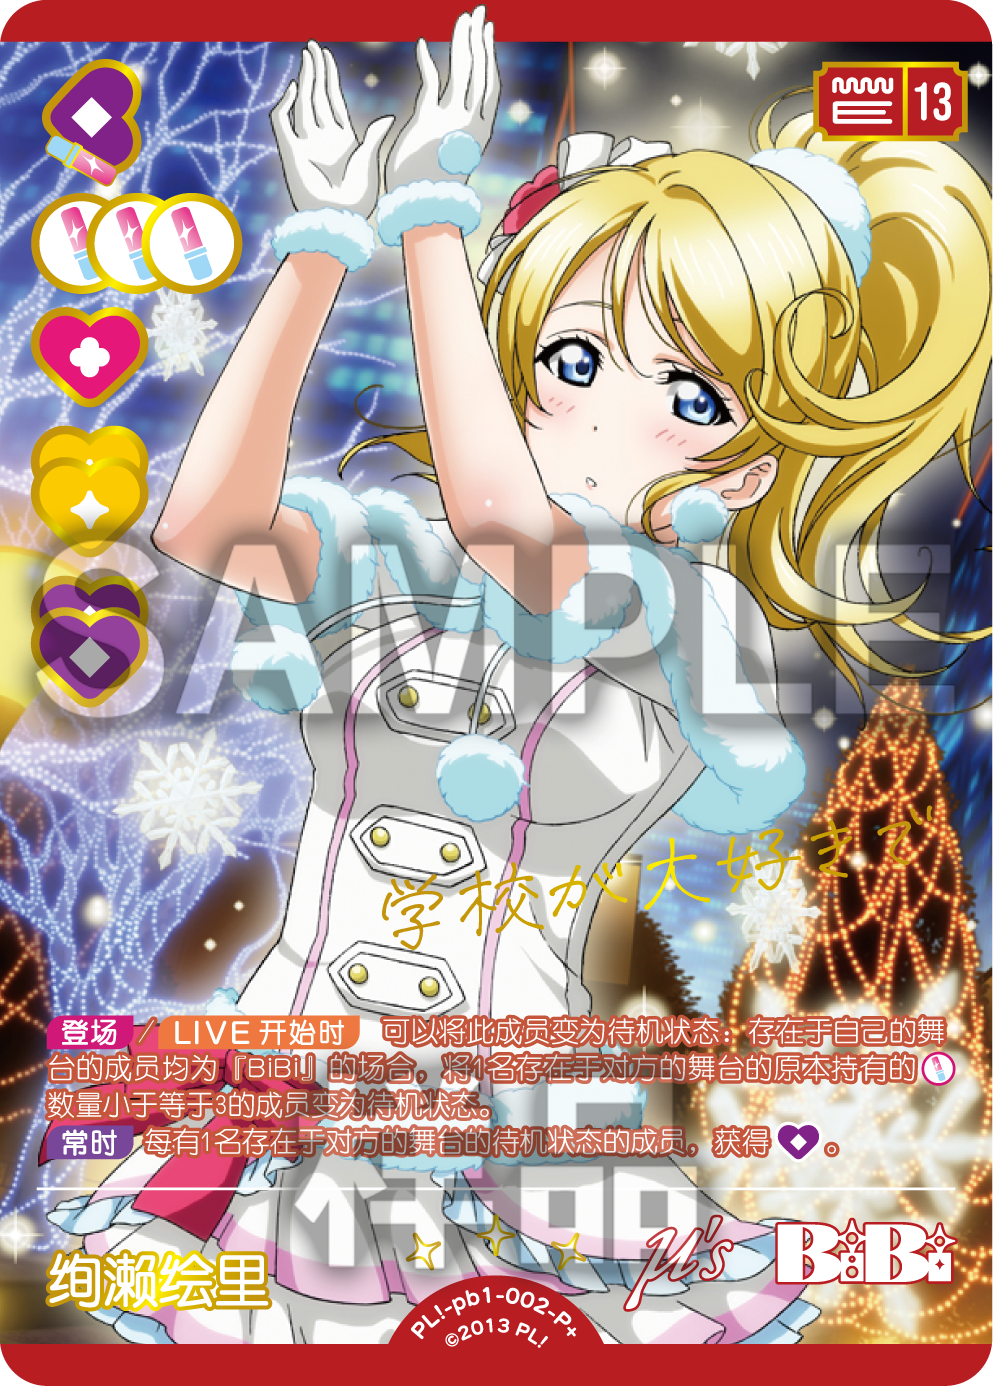 13
SAMPLE
学校が大好きで
登场 / LIVE开始时 可以将此成员变为待机状态：存在于自己的舞
台的成员均为『BiBi』的场合，将1名存在于对方的舞台的原本持有的
数量小于等于3的成员变为待机状态。
常时 每有1名存在于对方的舞台的待机状态的成员，获得 。
绚濑绘里
μ's BiBi
PL!-pb1-002-P+
©2013 PL!